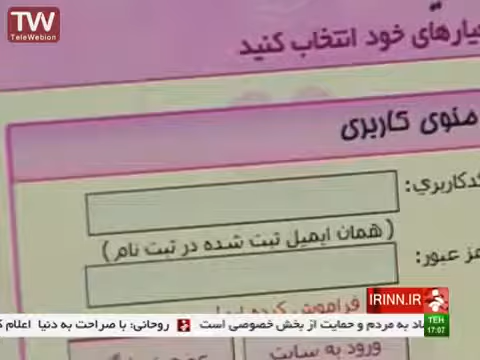 TW
TeleWebion
یارهای خود انتخاب کنید
منوی کاربری
کدکاربری:
(همان ایمیل ثبت شده در ثبت نام)
مز عبور:
فراموش کرده
IRINN.IR
TEH
17:07
اد به مردم و حمایت از بخش خصوصی است روحانی: با صراحت به دنیا اعلام ک
ورود به سایت